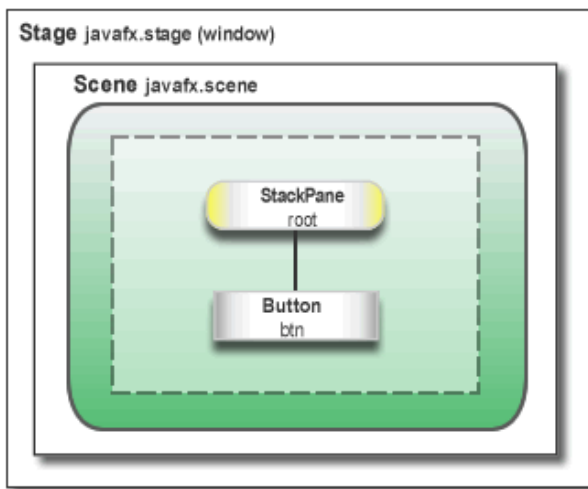 Stage javafx.stage (window)
Scene javafx.scene
StackPane
root
Button
btn